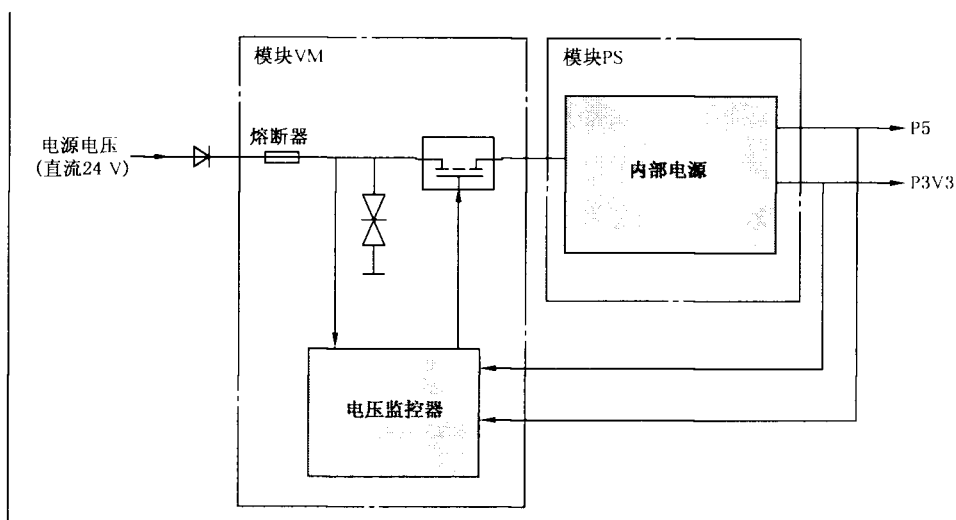 模块VM
模块PS
电源电压
(直流24 V)
熔断器
内部电源
P5
P3V3
电压监控器